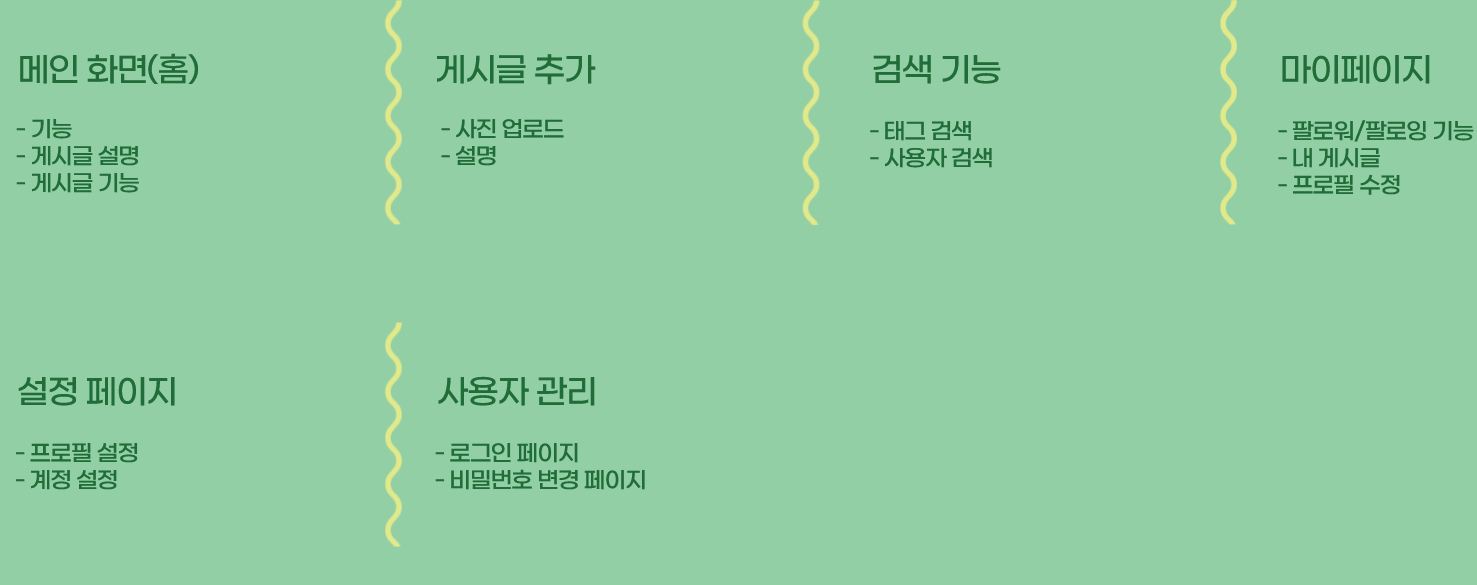 메인 화면(홈)
- 기능
- 게시글 설명
- 게시글 기능
게시글 추가
- 사진 업로드
- 설명
검색 기능
- 태그 검색
- 사용자 검색
마이페이지
- 팔로워/팔로잉 기능
- 내 게시글
- 프로필 수정
설정 페이지
- 프로필 설정
- 계정 설정
사용자 관리
- 로그인 페이지
- 비밀번호 변경 페이지